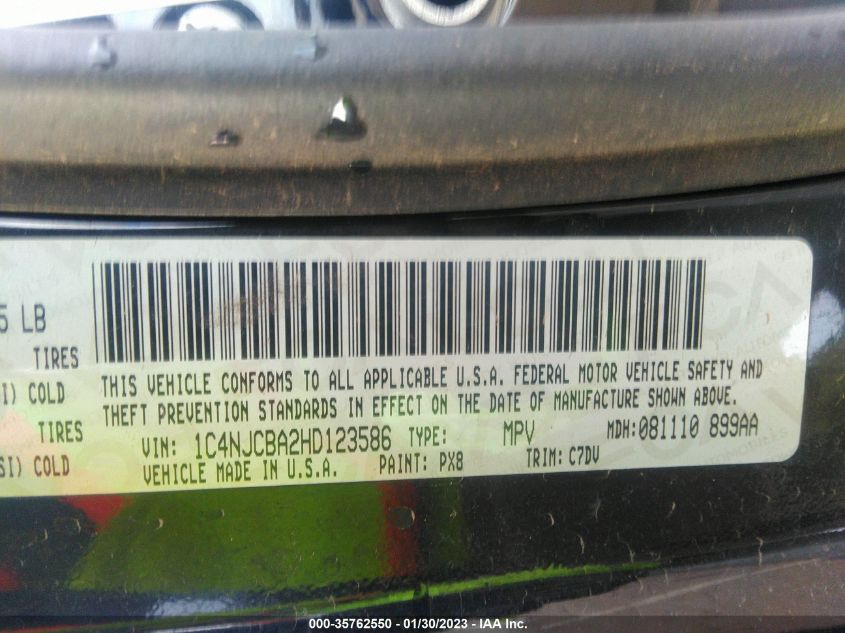 5 LB
TIRES
I) COLD
TIRES
SI) COLD
THIS VEHICLE CONFORMS TO ALL APPLICABLE U.S.A. FEDERAL MOTOR VEHICLE SAFETY AND
THEFT PREVENTION STANDARDS IN EFFECT ON THE DATE OF MANUFACTURE SHOWN ABOVE.
VIN: 1C4NJCBA2HD123586 TYPE: MPV MDH: 081110 899AA
VEHICLE MADE IN U.S.A. PAINT: PX8 TRIM: C7DV
000-35762550 - 01/30/2023 - IAA Inc.